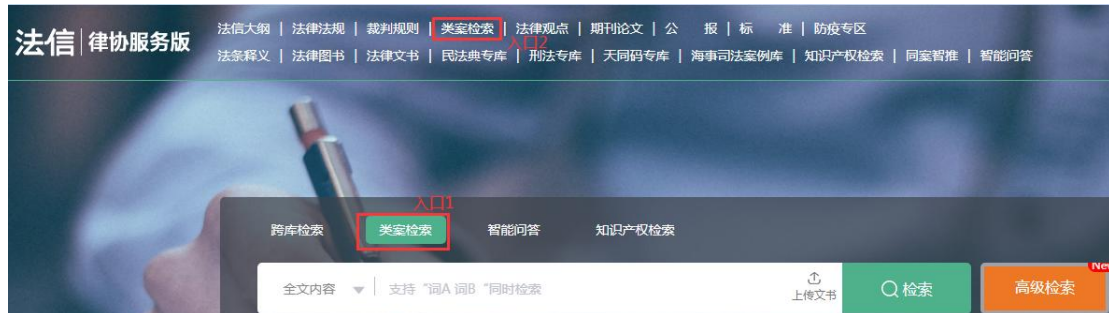 法信 律协服务版
法信大纲 | 法律法规 | 裁判规则 | 类案检索 | 法律观点 | 期刊论文 | 公 报 | 标 准 | 防疫专区
入口2
法条释义 | 法律图书 | 法律文书 | 民法典专库 | 刑法专库 | 天同码专库 | 海事司法案例库 | 知识产权检索 | 同案智推 | 智能问答
入口1
跨库检索 类案检索 智能问答 知识产权检索
全文内容 支持 "词A 词B "同时检索 上传文书 检索 高级检索 New